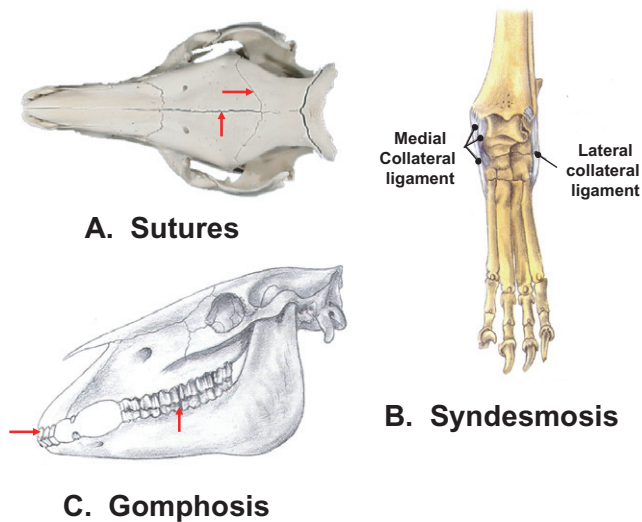 Medial
Collateral
ligament
Lateral
collateral
ligament
A. Sutures
B. Syndesmosis
C. Gomphosis